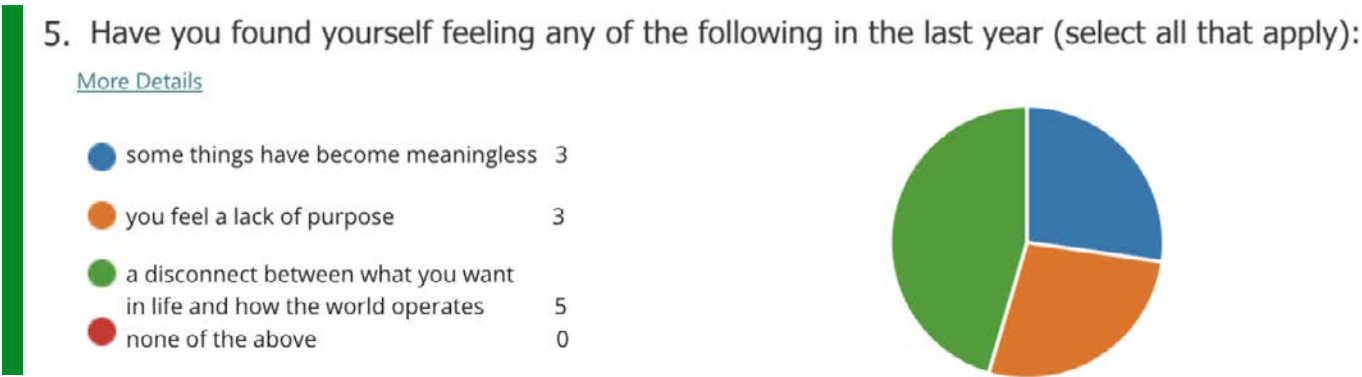 5. Have you found yourself feeling any of the following in the last year (select all that apply):
More Details
some things have become meaningless 3
you feel a lack of purpose 3
a disconnect between what you want
in life and how the world operates 5
none of the above 0